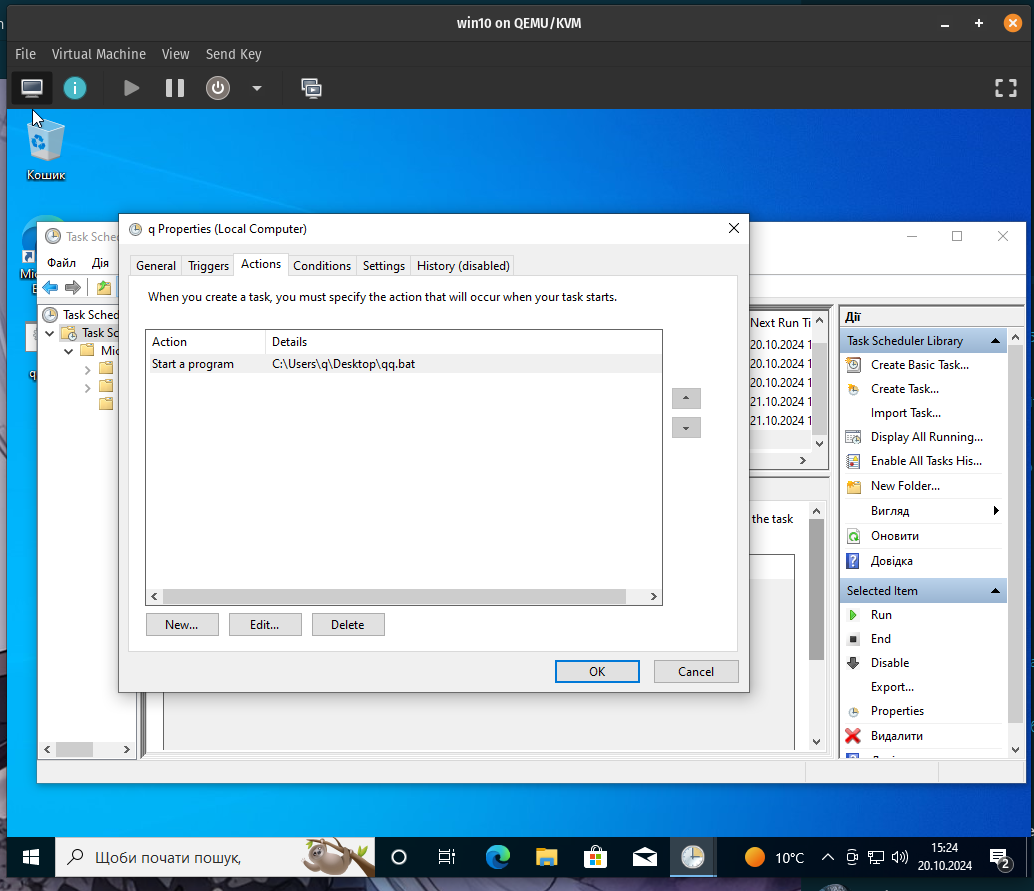 win10 on QEMU/KVM
File Virtual Machine View Send Key
Кошик
Task Sche
Файл Дія
Task Sched
Task Sc
Mic
q Properties (Local Computer)
General Triggers Actions Conditions Settings History (disabled)
When you create a task, you must specify the action that will occur when your task starts.
Action Details
Start a program C:\Users\q\Desktop\qq.bat
New... Edit... Delete
OK Cancel
Next Run Ti
20.10.2024 1
20.10.2024 1
20.10.2024 1
21.10.2024 1
21.10.2024 1
the task
Дії
Task Scheduler Library
Create Basic Task...
Create Task...
Import Task...
Display All Running...
Enable All Tasks His...
New Folder...
Вигляд
Оновити
Довідка
Selected Item
Run
End
Disable
Export...
Properties
Видалити
Щоби почати пошук,
10°C
15:24
20.10.2024
2